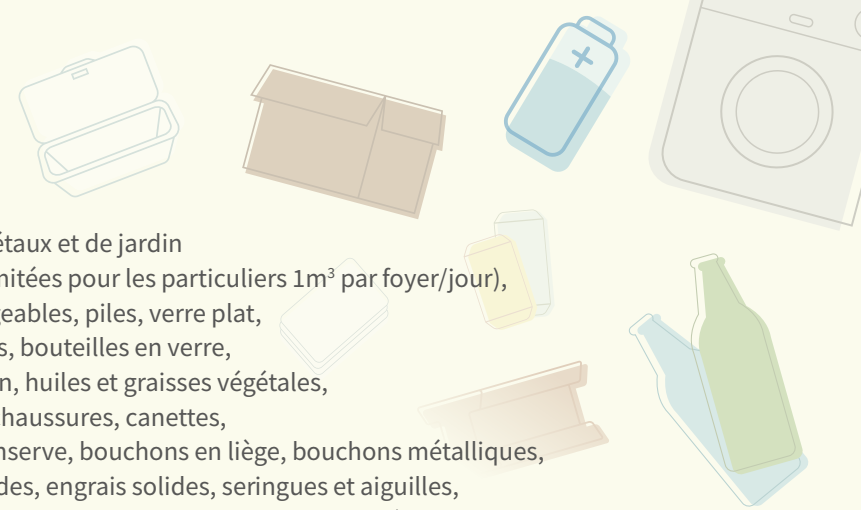 étaux et de jardin
mitées pour les particuliers 1m³ par foyer/jour),
geables, piles, verre plat,
s, bouteilles en verre,
n, huiles et graisses végétales,
haussures, canettes,
nserve, bouchons en liège, bouchons métalliques,
des, engrais solides, seringues et aiguilles,